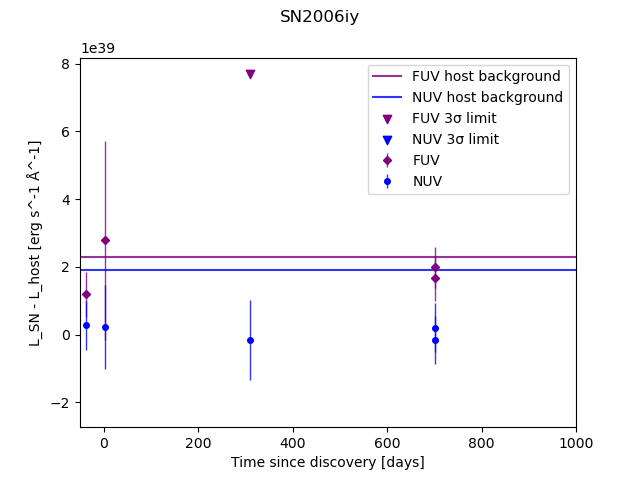 SN2006iy
1e39
8
6
4
2
0
−2
L_SN - L_host [erg s^-1 Å^-1]
FUV host background
NUV host background
FUV 3σ limit
NUV 3σ limit
FUV
NUV
0 200 400 600 800 1000
Time since discovery [days]